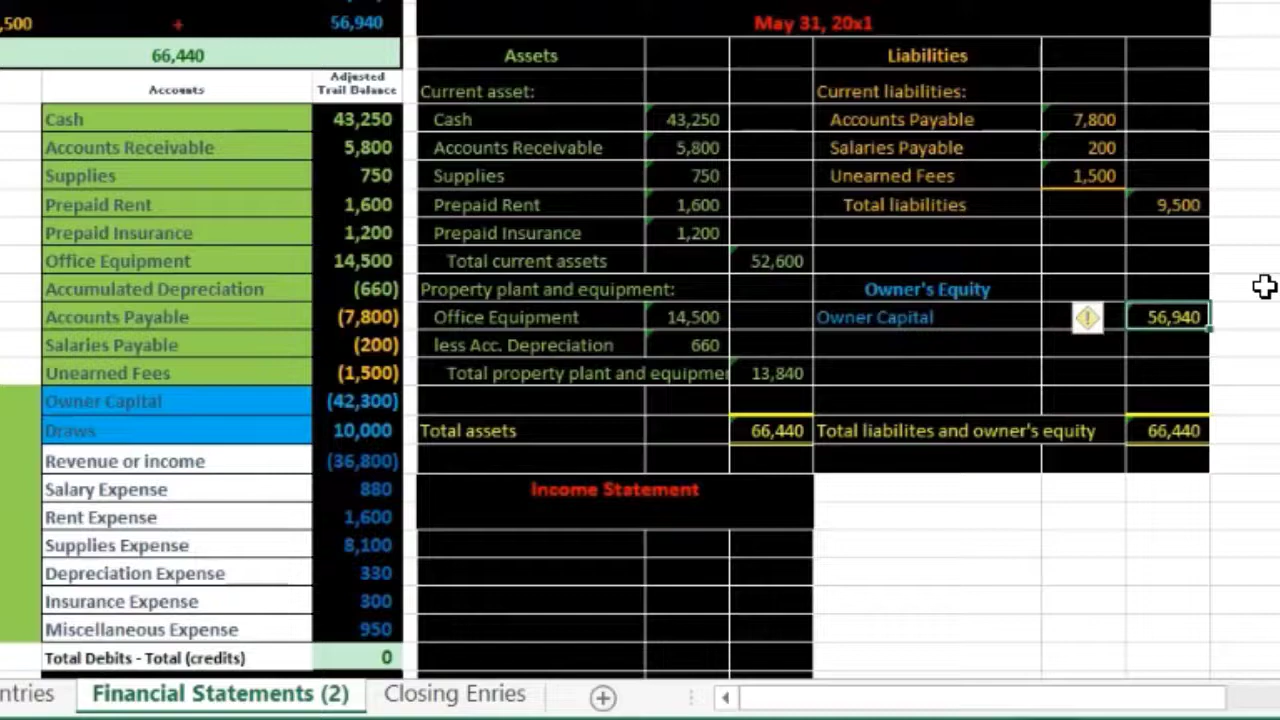 ,500 + 56,940
66,440
Accounts Adjusted Trail Balance
Cash 43,250
Accounts Receivable 5,800
Supplies 750
Prepaid Rent 1,600
Prepaid Insurance 1,200
Office Equipment 14,500
Accumulated Depreciation (660)
Accounts Payable (7,800)
Salaries Payable (200)
Unearned Fees (1,500)
Owner Capital (42,300)
Draws 10,000
Revenue or income (36,800)
Salary Expense 880
Rent Expense 1,600
Supplies Expense 8,100
Depreciation Expense 330
Insurance Expense 300
Miscellaneous Expense 950
Total Debits - Total (credits) 0
May 31, 20x1
Assets Liabilities
Current asset: Current liabilities:
Cash 43,250 Accounts Payable 7,800
Accounts Receivable 5,800 Salaries Payable 200
Supplies 750 Unearned Fees 1,500
Prepaid Rent 1,600 Total liabilities 9,500
Prepaid Insurance 1,200
Total current assets 52,600
Property plant and equipment: Owner's Equity
Office Equipment 14,500 Owner Capital 56,940
less Acc. Depreciation 660
Total property plant and equipmer 13,840
Total assets 66,440 Total liabilites and owner's equity 66,440
Income Statement
ntries Financial Statements (2) Closing Enries